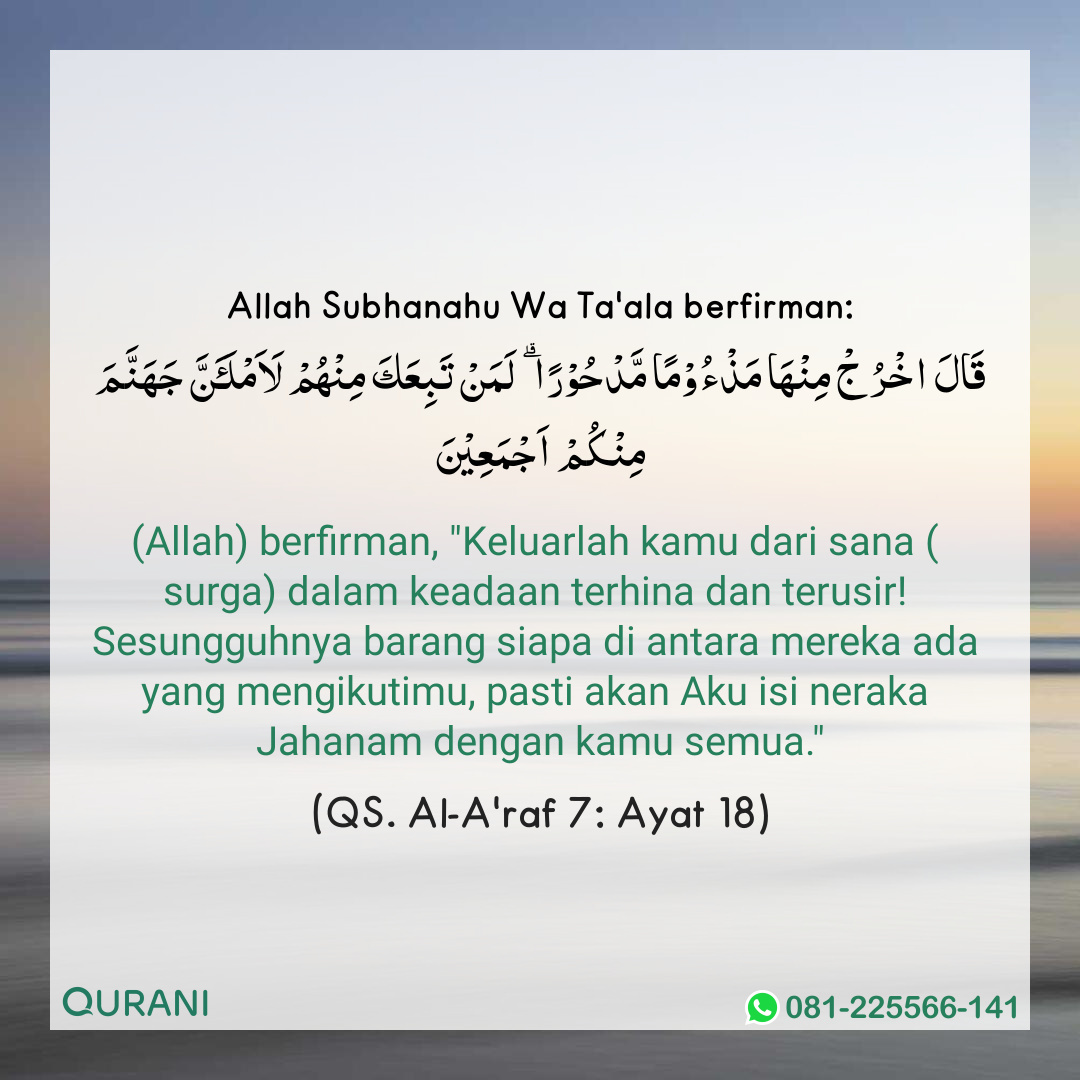 Allah Subhanahu Wa Ta'ala berfirman:
قَالَ اخْرُجْ مِنْهَا مَذْءُوْمًا مَّدْحُوْرًا ۗ لَمَنْ تَبِعَكَ مِنْهُمْ لَاَمْلَئَنَّ جَهَنَّمَ
مِنْكُمْ اَجْمَعِيْنَ
(Allah) berfirman, "Keluarlah kamu dari sana (
surga) dalam keadaan terhina dan terusir!
Sesungguhnya barang siapa di antara mereka ada
yang mengikutimu, pasti akan Aku isi neraka
Jahanam dengan kamu semua."
(QS. Al-A'raf 7: Ayat 18)
QURANI
081-225566-141